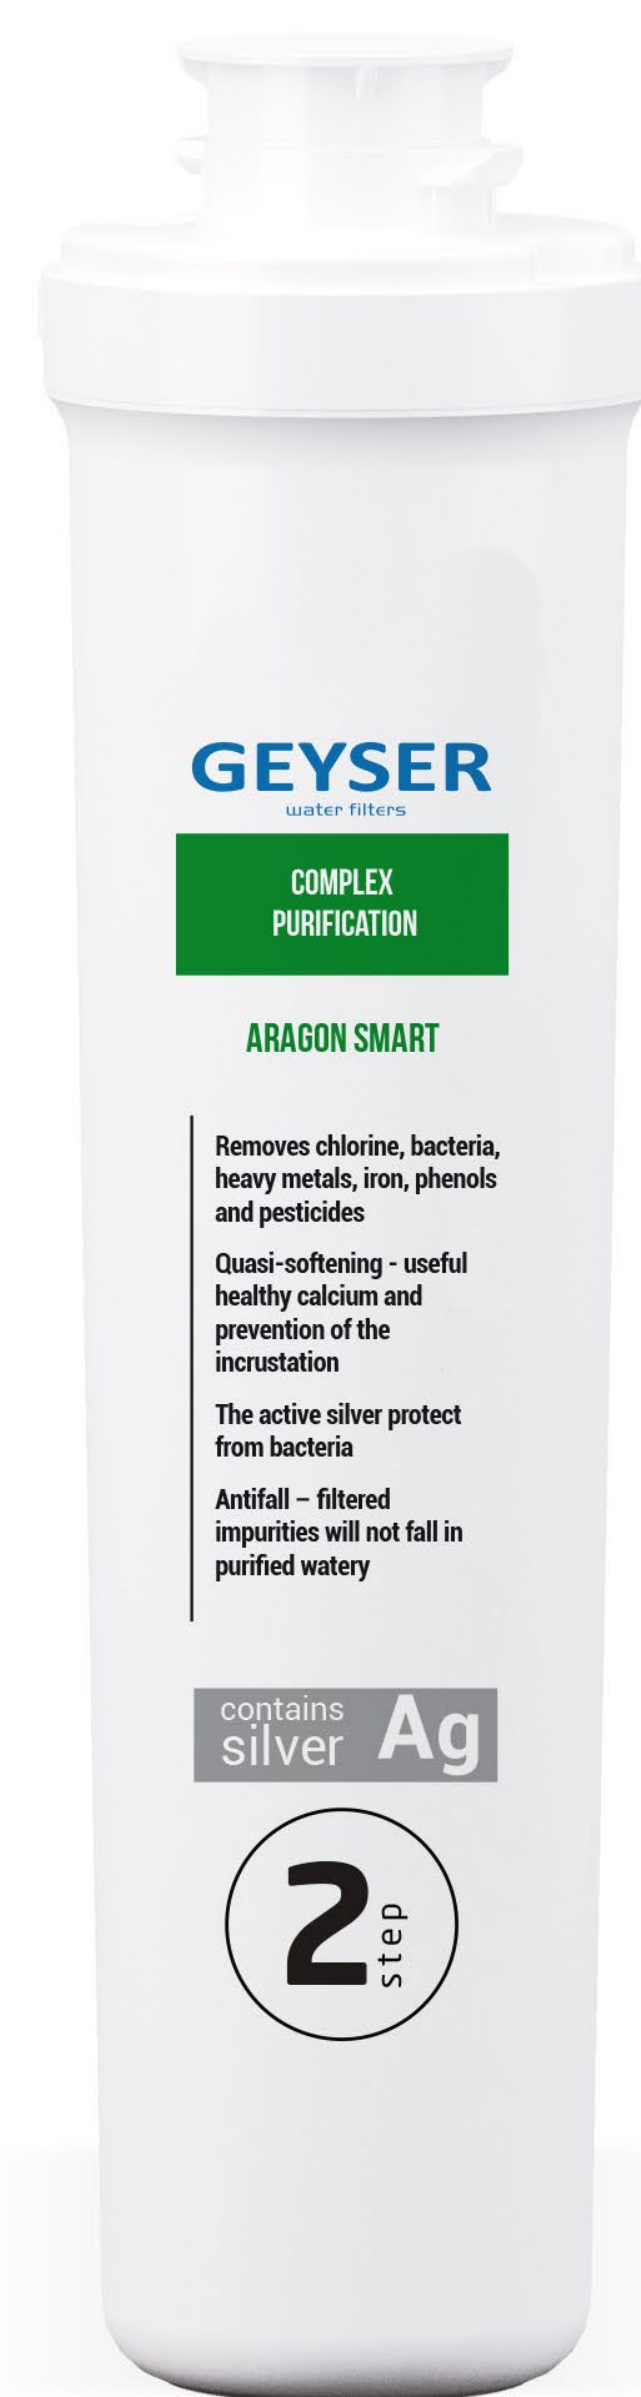 GEYSER
water filters
COMPLEX
PURIFICATION
ARAGON SMART
Removes chlorine, bacteria,
heavy metals, iron, phenols
and pesticides
Quasi-softening - useful
healthy calcium and
prevention of the
incrustation
The active silver protect
from bacteria
Antifall – filtered
impurities will not fall in
purified watery
contains
silver Ag
2 step